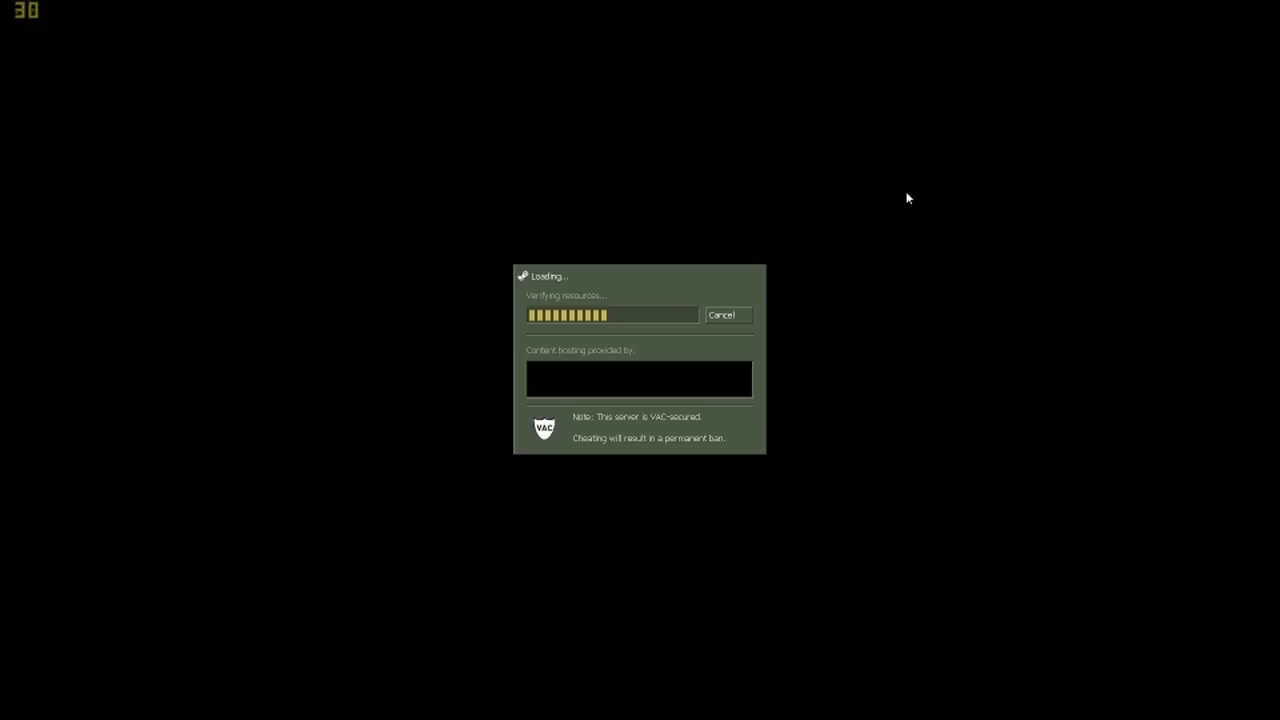 30
Loading...
Verifying resources...
Cancel
Content hosting provided by:
Note: This server is VAC-secured.
VAC
Cheating will result in a permanent ban.